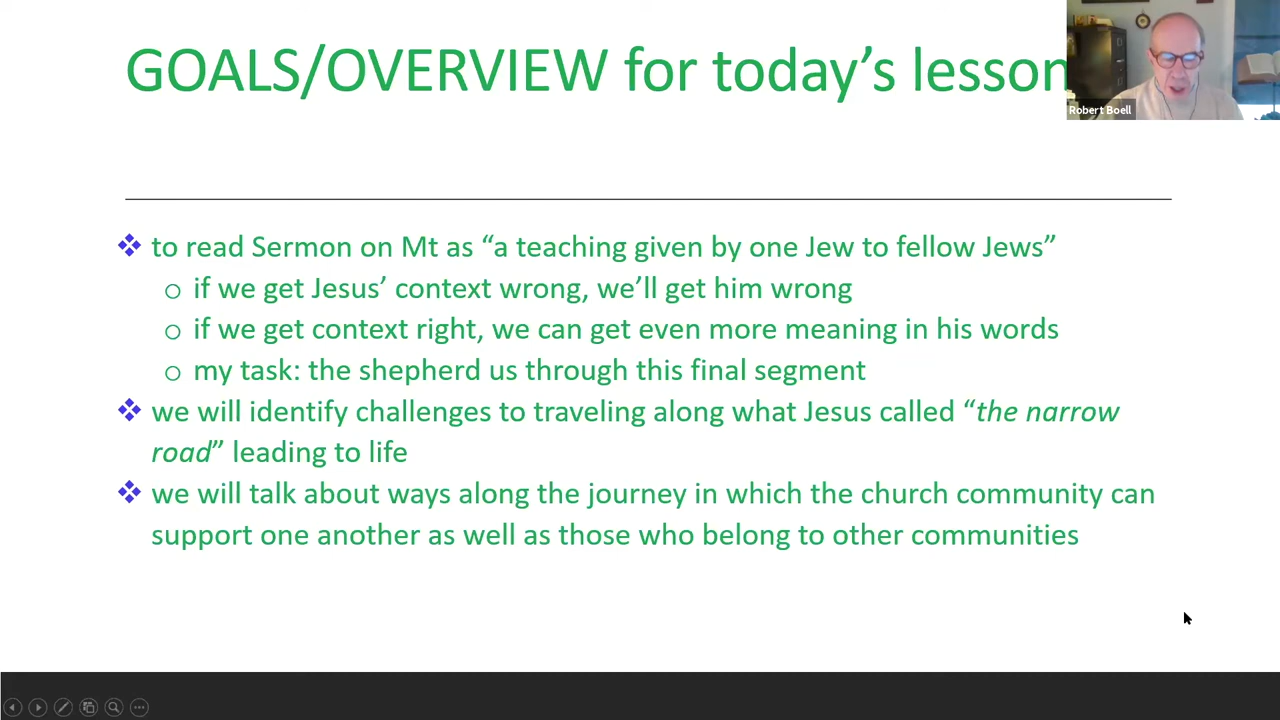 GOALS/OVERVIEW for today's lesson
Robert Boell
❖ to read Sermon on Mt as “a teaching given by one Jew to fellow Jews”
o if we get Jesus’ context wrong, we’ll get him wrong
o if we get context right, we can get even more meaning in his words
o my task: the shepherd us through this final segment
❖ we will identify challenges to traveling along what Jesus called “the narrow
road” leading to life
❖ we will talk about ways along the journey in which the church community can
support one another as well as those who belong to other communities